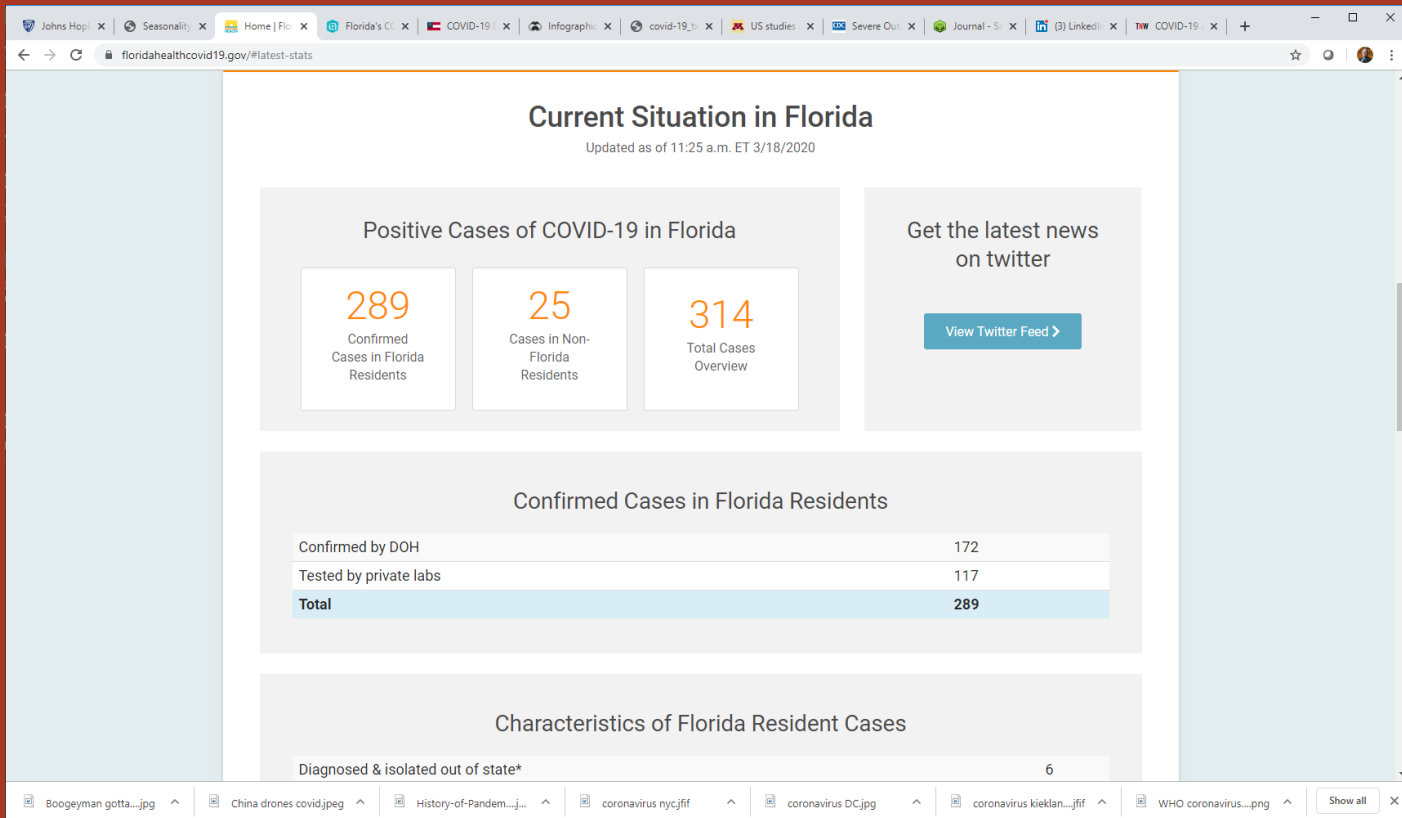 Johns Hopl
Seasonality
Home | Flo
Florida's CC
COVID-19 D
Infographic
covid-19_t
US studies
Severe Out
Journal - Sc
(3) LinkedIn
TNW COVID-19
floridahealthcovid19.gov/#latest-stats
Current Situation in Florida
Updated as of 11:25 a.m. ET 3/18/2020
Positive Cases of COVID-19 in Florida
289
Confirmed
Cases in Florida
Residents
25
Cases in Non-
Florida
Residents
314
Total Cases
Overview
Get the latest news
on twitter
View Twitter Feed
Confirmed Cases in Florida Residents
Confirmed by DOH 172
Tested by private labs 117
Total 289
Characteristics of Florida Resident Cases
Diagnosed & isolated out of state* 6
Boogeyman gotta....jpg
China drones covid.jpeg
History-of-Pandem....j...
coronavirus nyc.jfif
coronavirus DC.jpg
coronavirus kieklan....jfif
WHO coronavirus....png
Show all